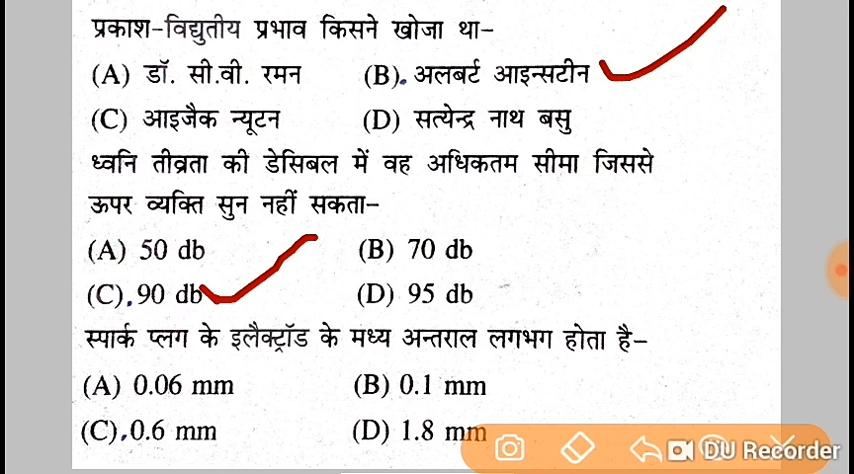 प्रकाश-विद्युतीय प्रभाव किसने खोजा था-
(A) डॉ. सी.वी. रमन (B). अलबर्ट आइन्सटीन
(C) आइजैक न्यूटन (D) सत्येन्द्र नाथ बसु
ध्वनि तीव्रता की डेसिबल में वह अधिकतम सीमा जिससे
ऊपर व्यक्ति सुन नहीं सकता-
(A) 50 db (B) 70 db
(C). 90 db (D) 95 db
स्पार्क प्लग के इलैक्ट्रॉड के मध्य अन्तराल लगभग होता है-
(A) 0.06 mm (B) 0.1 mm
(C). 0.6 mm (D) 1.8 mm
DU Recorder